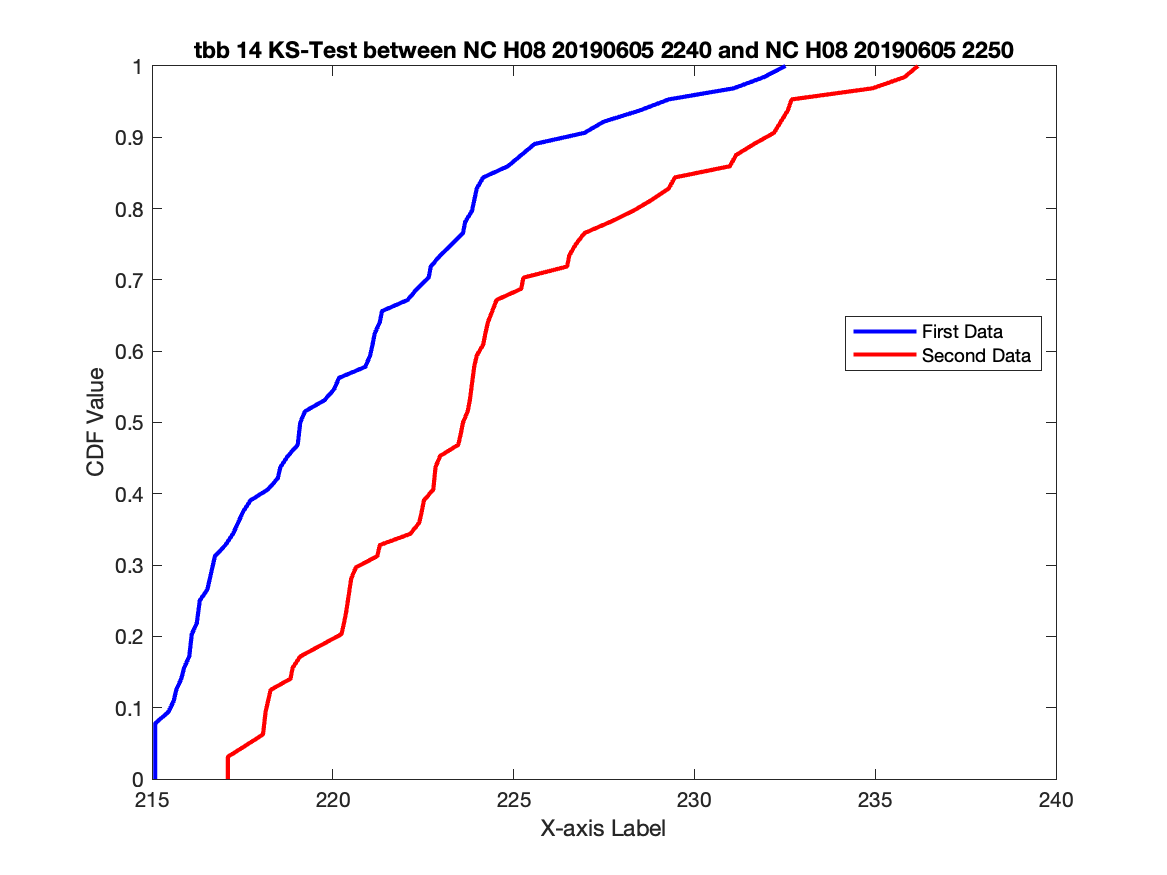 tbb 14 KS-Test between NC H08 20190605 2240 and NC H08 20190605 2250
1
0.9
0.8
0.7
0.6
0.5
0.4
0.3
0.2
0.1
0
CDF Value
First Data
Second Data
215 220 225 230 235 240
X-axis Label